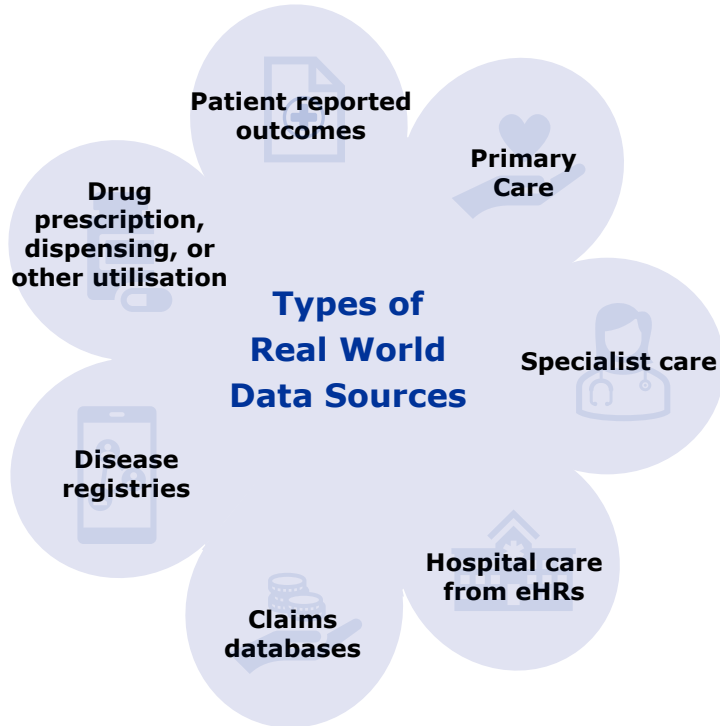 Patient reported
outcomes
Primary
Care
Drug
prescription,
dispensing, or
other utilisation
Types of
Real World
Data Sources
Specialist care
Disease
registries
Hospital care
from eHRs
Claims
databases